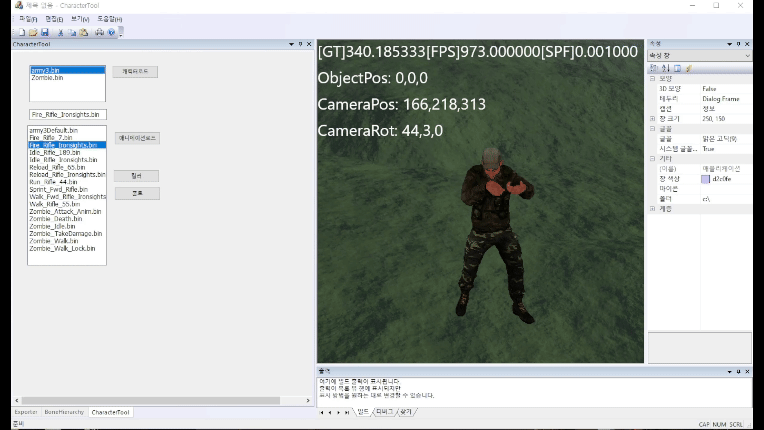 제목 없음 - CharacterTool
파일(F) 편집(E) 보기(V) 도움말(H)
CharacterTool
army3.bin
Zombie.bin
캐릭터로드
Fire_Rifle_Ironsights.bin
army3Default.bin
Fire_Rifle_7.bin
Fire_Rifle_Ironsights.bin
Idle_Rifle_189.bin
Idle_Rifle_Ironsights.bin
Reload_Rifle_65.bin
Reload_Rifle_Ironsights.bin
Run_Rifle_44.bin
Sprint_Fwd_Rifle.bin
Walk_Fwd_Rifle_Ironsights
Walk_Rifle_55.bin
Zombie_Attack_Anim.bin
Zombie_Death.bin
Zombie_Idle.bin
Zombie_TakeDamage.bin
Zombie_Walk.bin
Zombie_Walk_Lock.bin
애니메이션로드
Exporter BoneHierarchy CharacterTool
준비
[GT]340.185333[FPS]973.000000[SPF]0.001000
ObjectPos: 0,0,0
CameraPos: 166,218,313
CameraRot: 44,3,0
출력
여기에 빌드 출력이 표시됩니다.
출력이 목록 뷰 행에 표시되지만
표시 방법을 원하는 대로 변경할 수 있습니다.
빌드 디버그 찾기
속성
속성 창
모양
3D 모양 False
테두리 Dialog Frame
캡션 정보
창 크기 250, 150
글꼴
글꼴 맑은 고딕(9)
시스템 글꼴... True
기타
(이름) 애플리케이션
창 색상 d2c0fe
아이콘
폴더 c:\
계층
CAP NUM SCRL